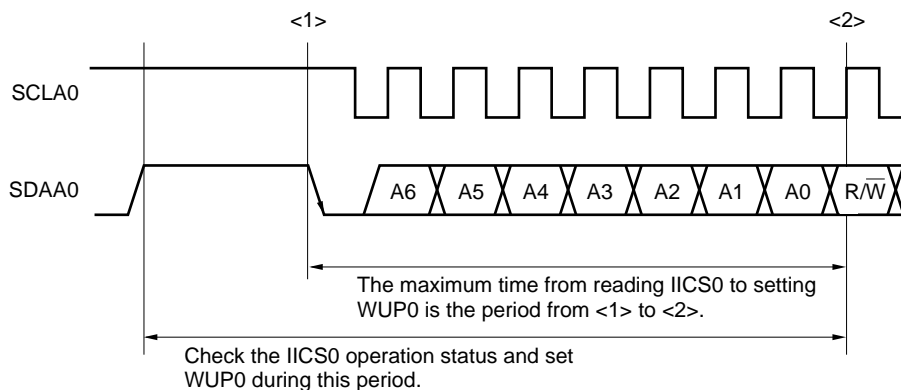 <1> <2>
SCLA0
SDAA0 A6 A5 A4 A3 A2 A1 A0 R/W̅
The maximum time from reading IICS0 to setting
WUP0 is the period from <1> to <2>.
Check the IICS0 operation status and set
WUP0 during this period.